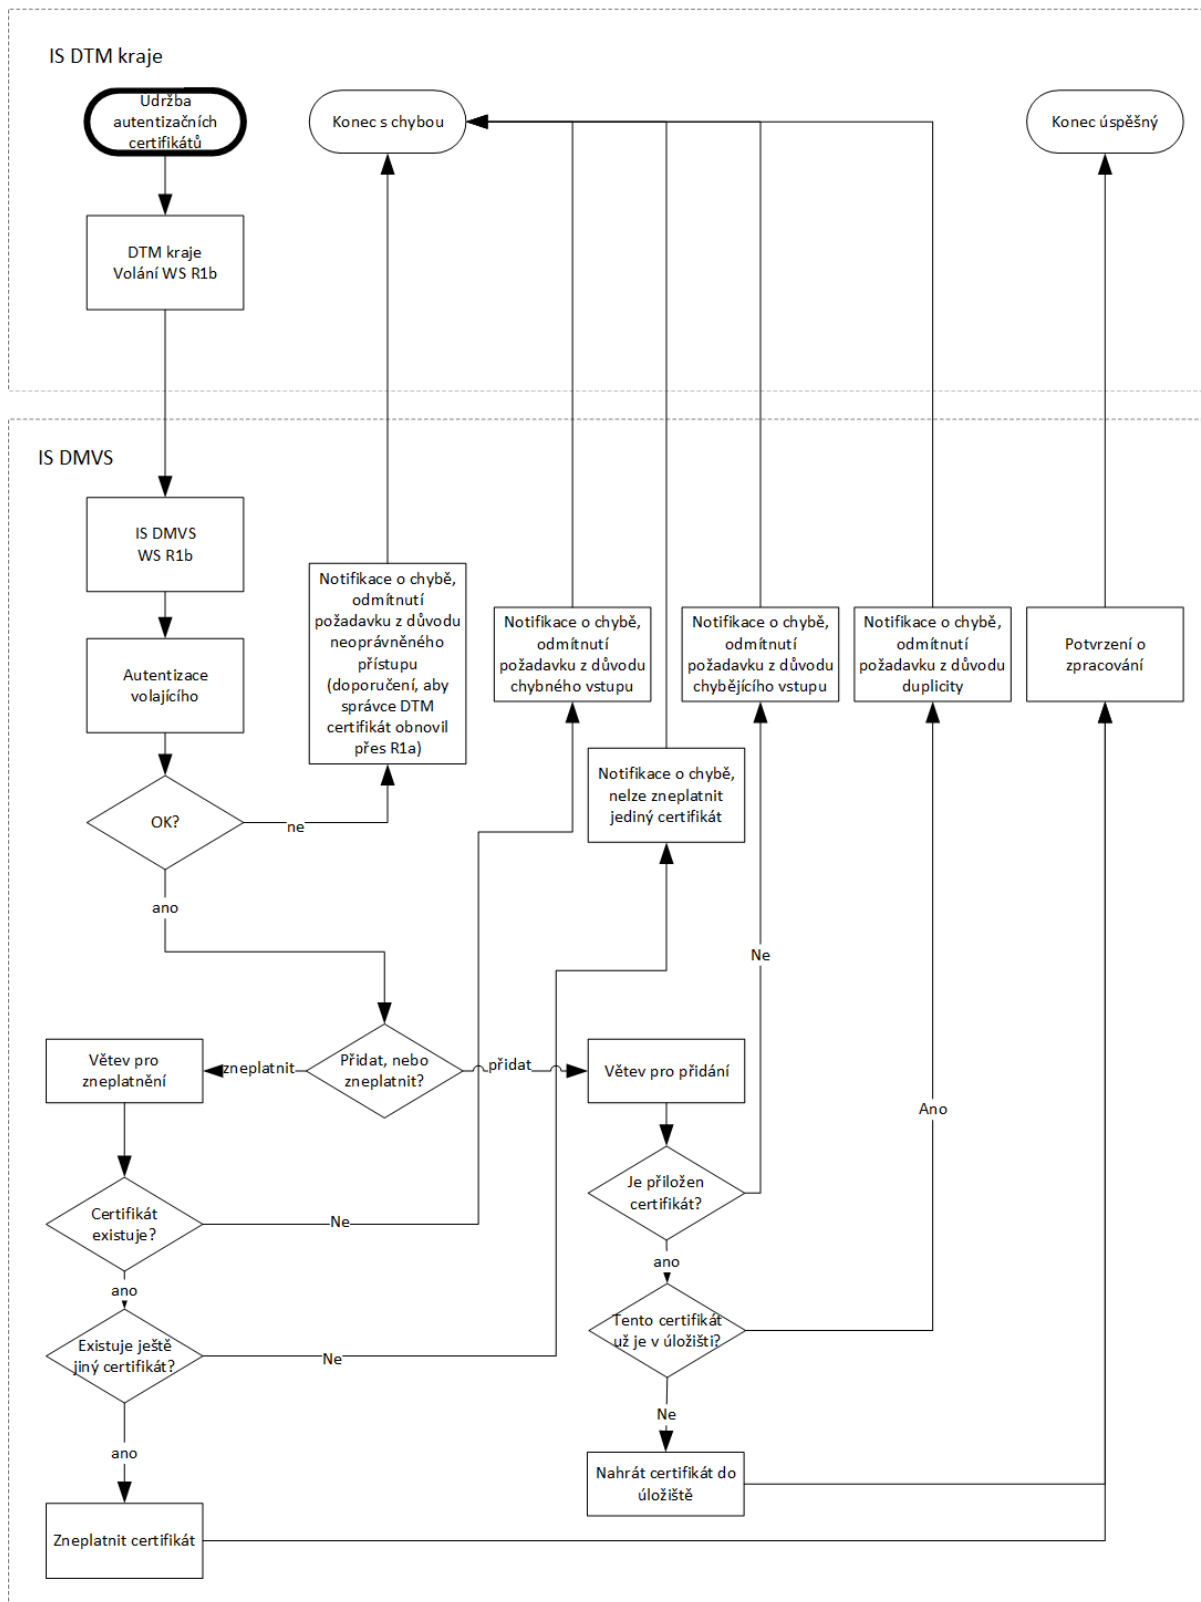 IS DTM kraje
Údržba
autentizačních
certifikátů
Konec s chybou
Konec úspěšný
DTM kraje
Volání WS R1b
IS DMVS
IS DMVS
WS R1b
Autentizace
volajícího
OK?
ne
ano
Notifikace o chybě,
odmítnutí
požadavku z důvodu
neoprávněného
přístupu
(doporučení, aby
správce DTM
certifikát obnovil
přes R1a)
Notifikace o chybě,
odmítnutí
požadavku z důvodu
chybného vstupu
Notifikace o chybě,
odmítnutí
požadavku z důvodu
chybějícího vstupu
Notifikace o chybě,
odmítnutí
požadavku z důvodu
duplicity
Potvrzení o
zpracování
Notifikace o chybě,
nelze zneplatnit
jediný certifikát
Ne
Větev pro
zneplatnění
zneplatnit
Přidat, nebo
zneplatnit?
přidat
Větev pro přidání
Ano
Certifikát
existuje?
Ne
ano
Je přiložen
certifikát?
ano
Existuje ještě
jiný certifikát?
Ne
ano
Tento certifikát
už je v úložišti?
Ne
Nahrát certifikát do
úložiště
Zneplatnit certifikát